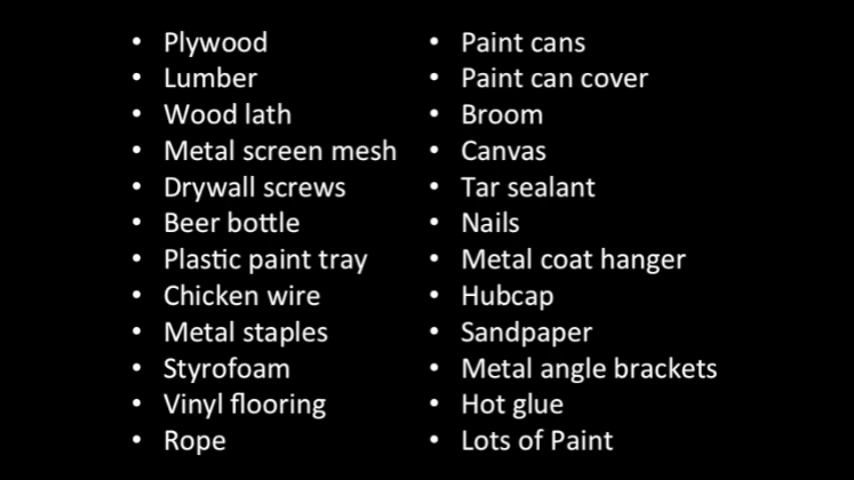 • Plywood
• Lumber
• Wood lath
• Metal screen mesh
• Drywall screws
• Beer bottle
• Plastic paint tray
• Chicken wire
• Metal staples
• Styrofoam
• Vinyl flooring
• Rope
• Paint cans
• Paint can cover
• Broom
• Canvas
• Tar sealant
• Nails
• Metal coat hanger
• Hubcap
• Sandpaper
• Metal angle brackets
• Hot glue
• Lots of Paint